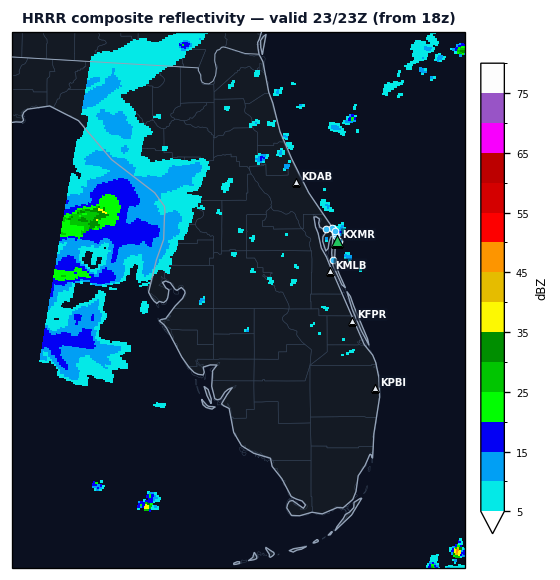 HRRR composite reflectivity — valid 23/23Z (from 18z)
75
65
55
45
35
25
15
5
dBZ
KDAB
KXMR
KMLB
KFPR
KPBI